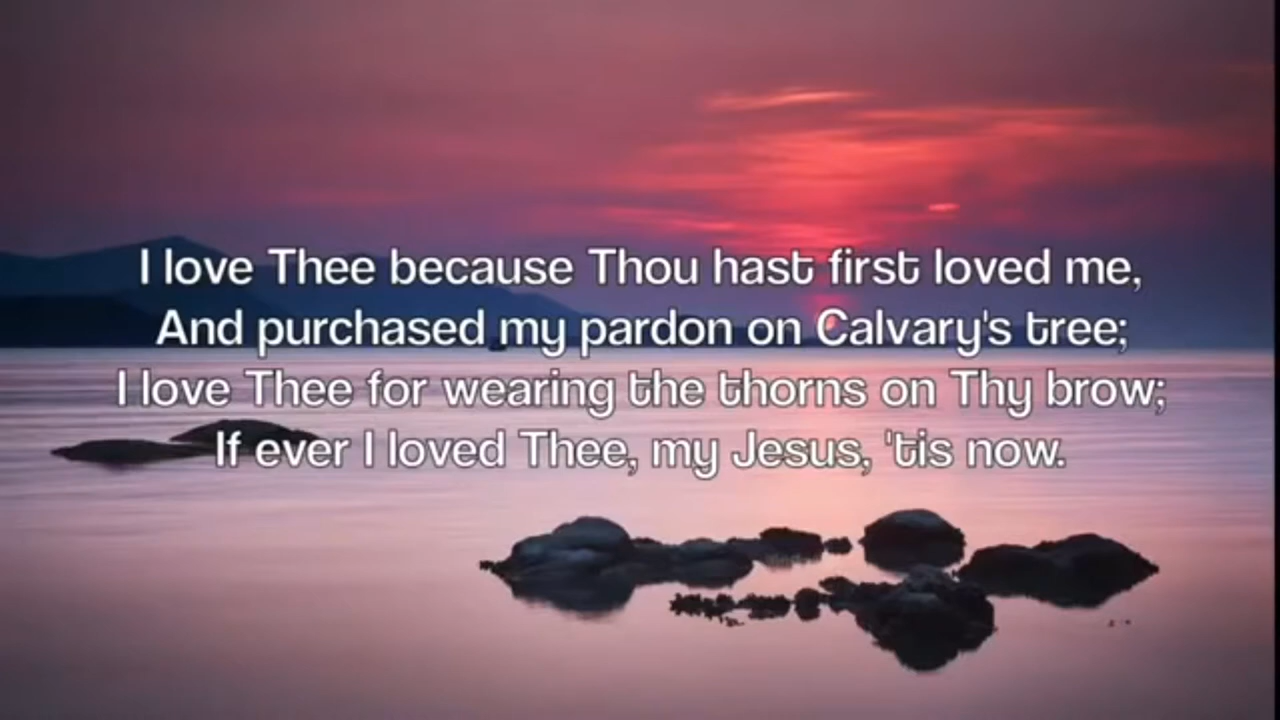 I love Thee because Thou hast first loved me,
And purchased my pardon on Calvary's tree;
I love Thee for wearing the thorns on Thy brow;
If ever I loved Thee, my Jesus, 'tis now.